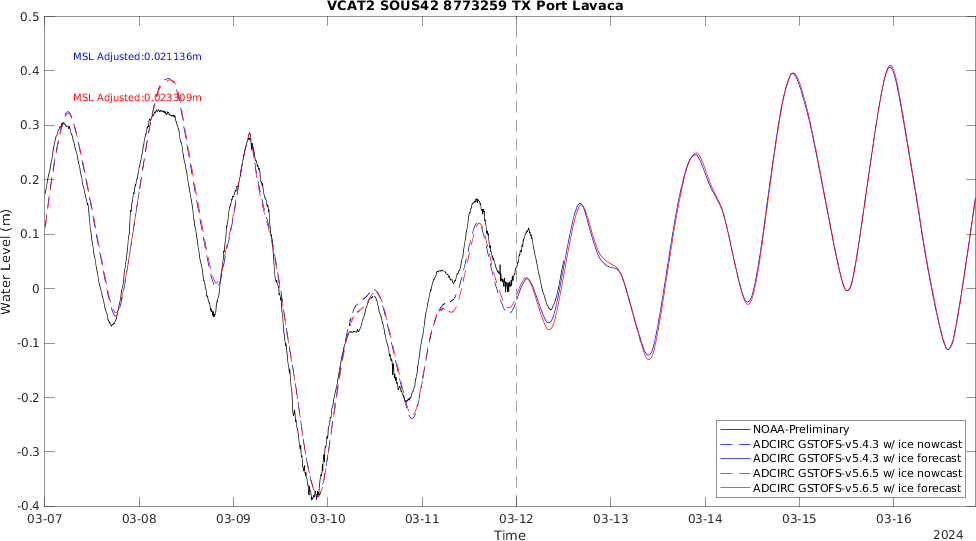 VCAT2 SOUS42 8773259 TX Port Lavaca
0.5
0.4
0.3
0.2
0.1
0
-0.1
-0.2
-0.3
-0.4
Water Level (m)
MSL Adjusted:0.021136m
MSL Adjusted:0.023309m
NOAA-Preliminary
ADCIRC GSTOFS-v5.4.3 w/ ice nowcast
ADCIRC GSTOFS-v5.4.3 w/ ice forecast
ADCIRC GSTOFS-v5.6.5 w/ ice nowcast
ADCIRC GSTOFS-v5.6.5 w/ ice forecast
03-07 03-08 03-09 03-10 03-11 03-12 03-13 03-14 03-15 03-16
Time
2024